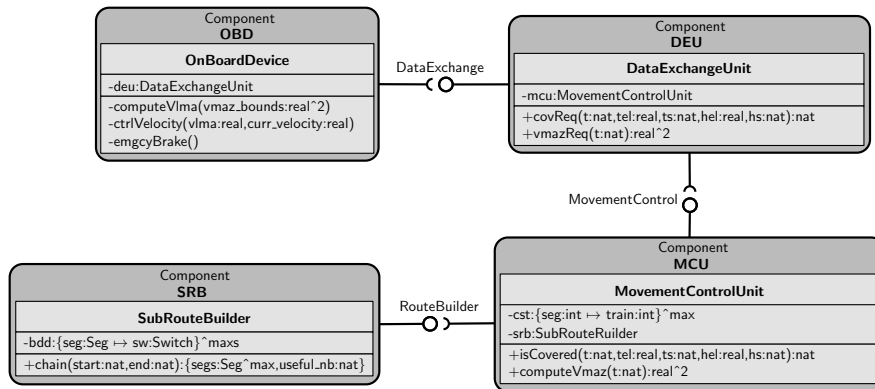 Component
OBD
OnBoardDevice
-deu:DataExchangeUnit
-computeVlma(vmaz_bounds:real^2)
-ctrlVelocity(vlma:real,curr_velocity:real)
-emgcyBrake()
DataExchange
Component
DEU
DataExchangeUnit
-mcu:MovementControlUnit
+covReq(t:nat,tel:real,ts:nat,hel:real,hs:nat):nat
+vmazReq(t:nat):real^2
MovementControl
Component
SRB
SubRouteBuilder
-bdd:{seg:Seg ↦ sw:Switch}^maxs
+chain(start:nat,end:nat):{segs:Seg^max,useful_nb:nat}
RouteBuilder
Component
MCU
MovementControlUnit
-cst:{seg:int ↦ train:int}^max
-srb:SubRouteRuilder
+isCovered(t:nat,tel:real,ts:nat,hel:real,hs:nat):nat
+computeVmaz(t:nat):real^2